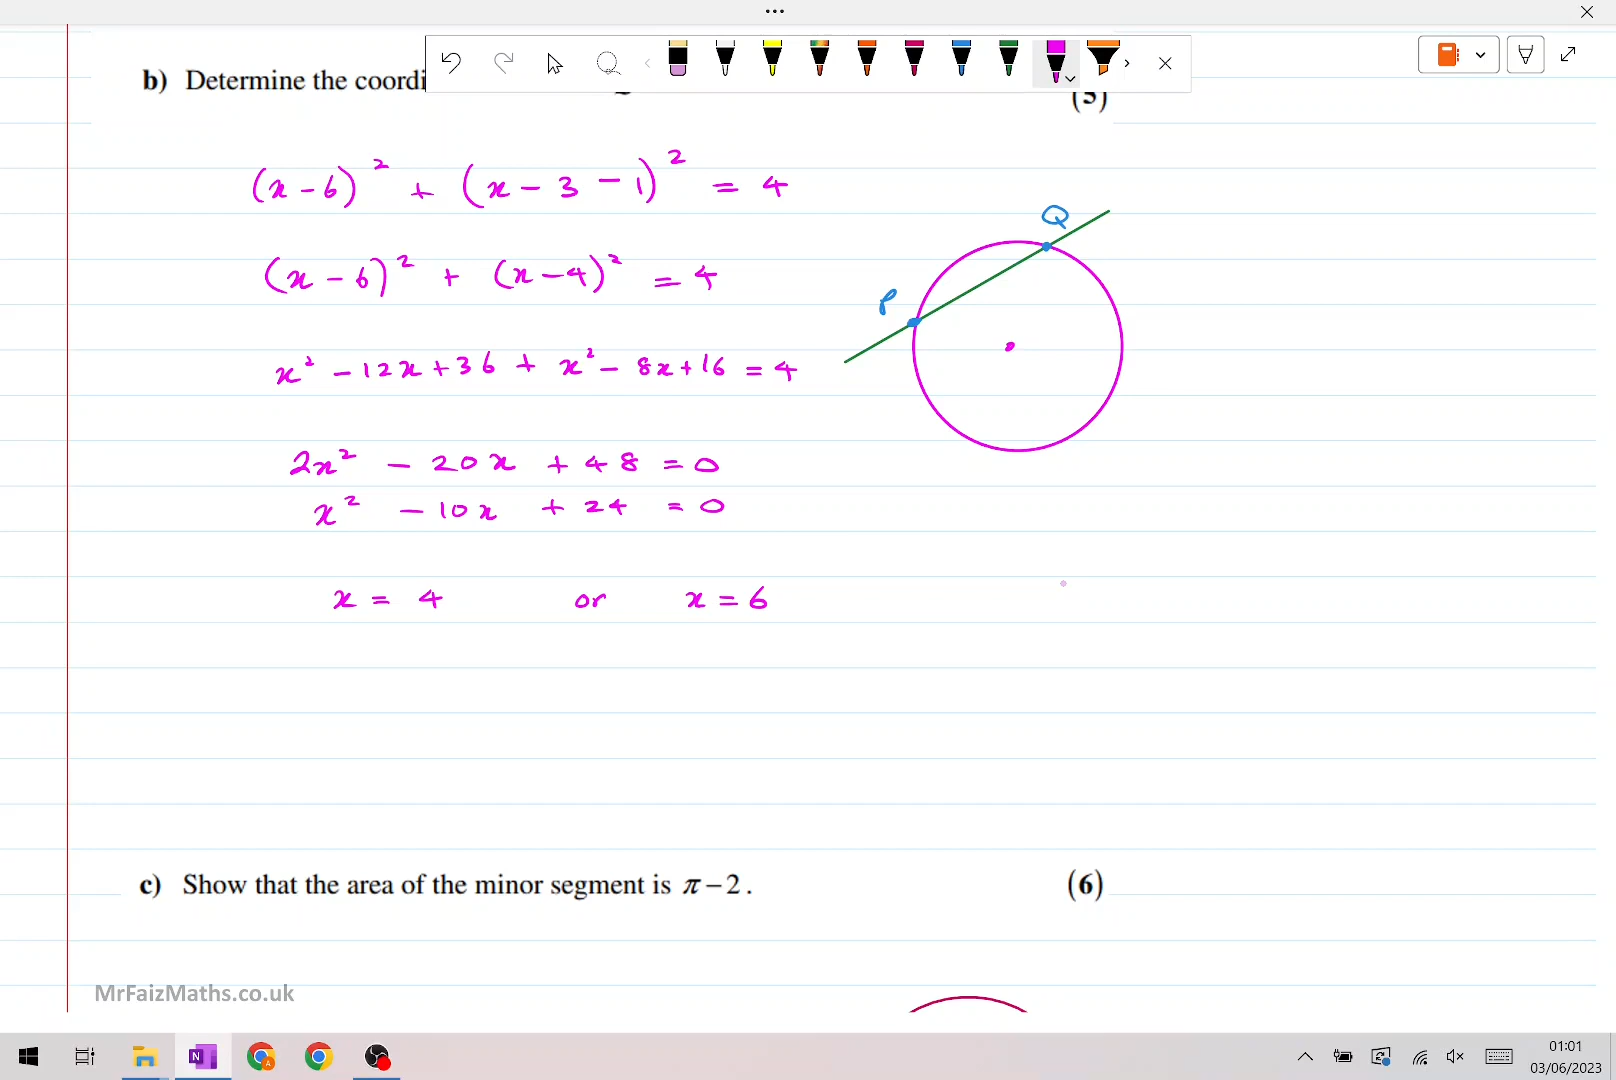 b) Determine the coordi
(5)
(x - 6)² + (x - 3 - 1)² = 4
Q
(x - 6)² + (x - 4)² = 4
P
x² - 12x + 36 + x² - 8x + 16 = 4
2x² - 20x + 48 = 0
x² - 10x + 24 = 0
x = 4 or x = 6
c) Show that the area of the minor segment is π – 2 .
(6)
MrFaizMaths.co.uk
01:01
03/06/2023